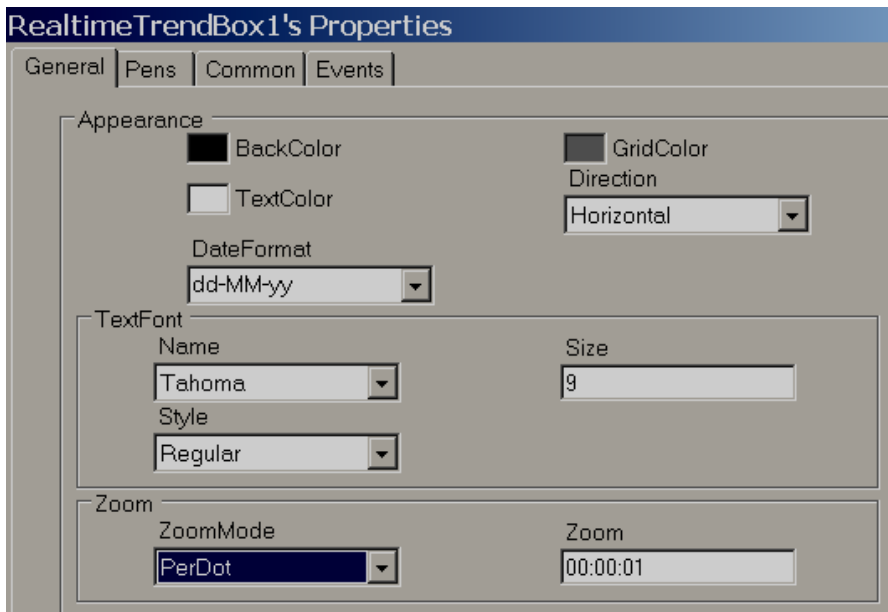 RealtimeTrendBox1's Properties
General Pens Common Events
Appearance
BackColor GridColor
Direction
TextColor Horizontal
DateFormat
dd-MM-yy
TextFont
Name Size
Tahoma 9
Style
Regular
Zoom
ZoomMode Zoom
PerDot 00:00:01